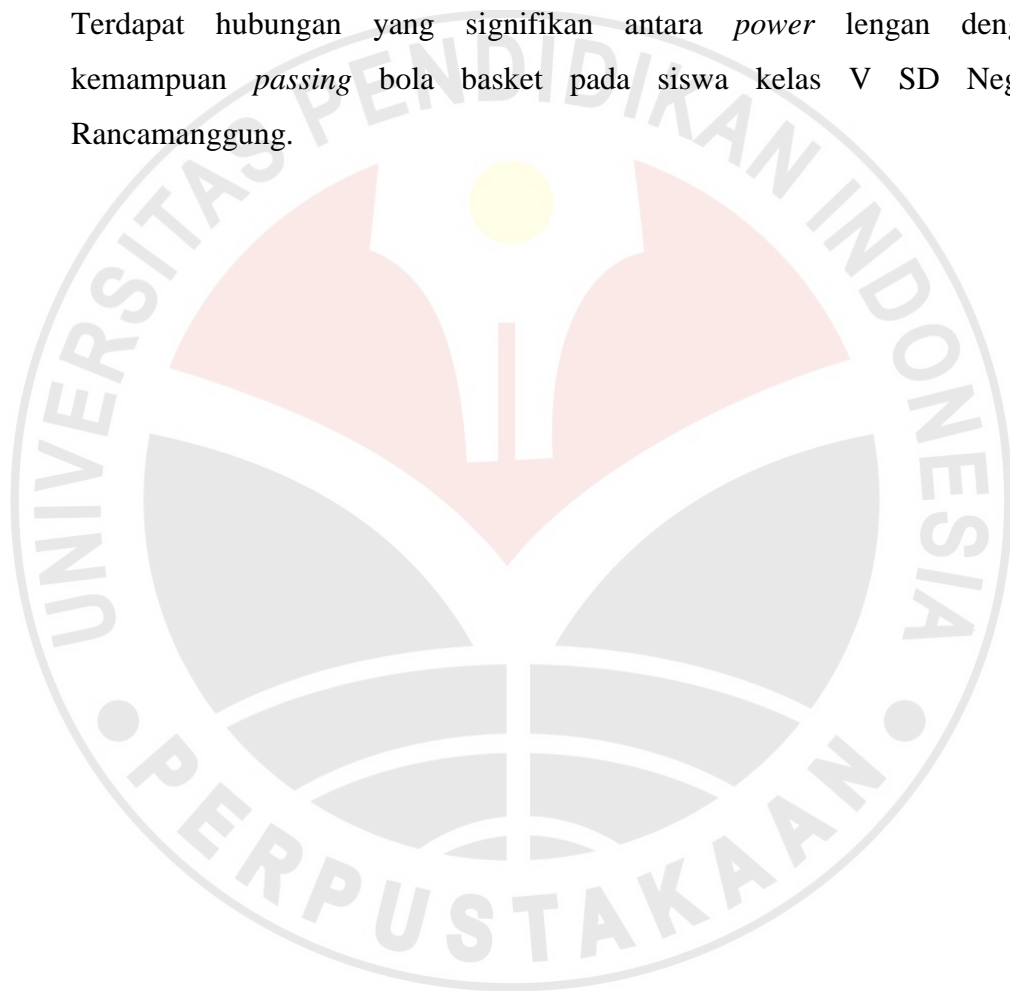 Terdapat hubungan yang signifikan antara power lengan deng
kemampuan passing bola basket pada siswa kelas V SD Neg
Rancamanggung.
UNIVERSITAS PENDIDIKAN INDONESIA
PERPUSTAKAAN